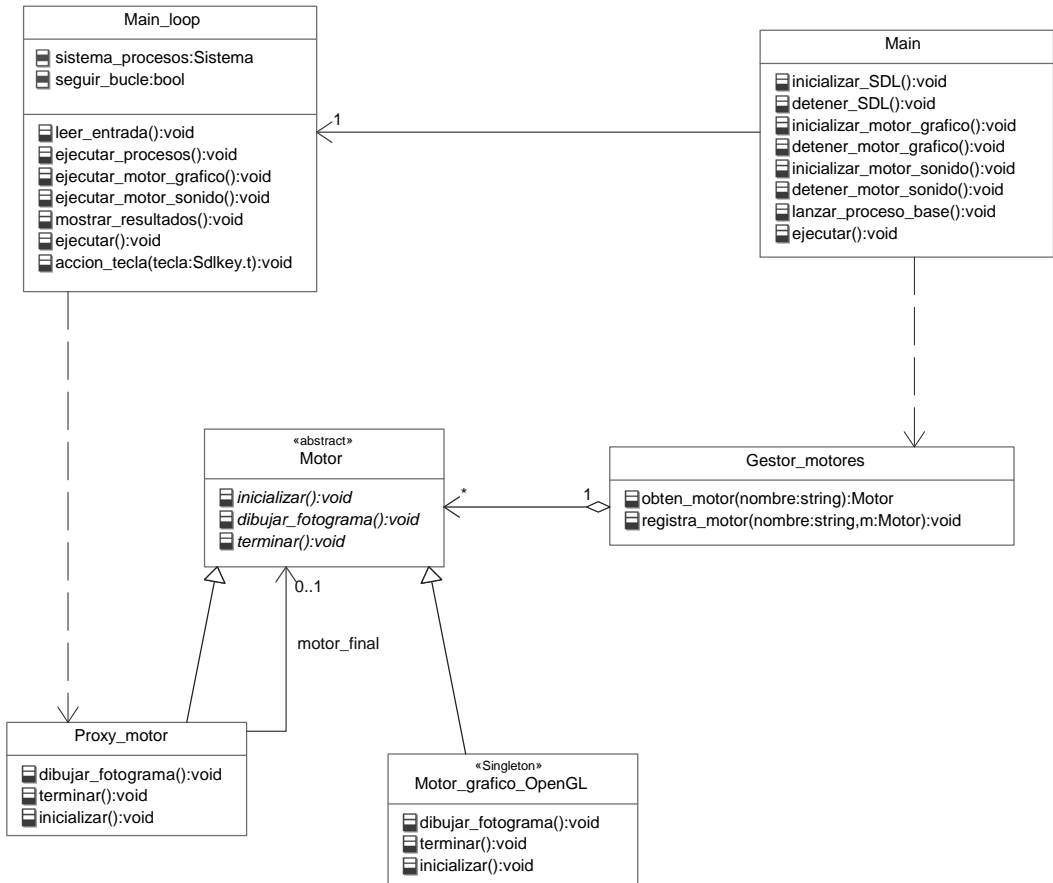 Main_loop
sistema_procesos:Sistema
seguir_bucle:bool
leer_entrada():void
ejecutar_procesos():void
ejecutar_motor_grafico():void
ejecutar_motor_sonido():void
mostrar_resultados():void
ejecutar():void
accion_tecla(tecla:Sdlkey.t):void
Main
inicializar_SDL():void
detener_SDL():void
inicializar_motor_grafico():void
detener_motor_grafico():void
inicializar_motor_sonido():void
detener_motor_sonido():void
lanzar_proceso_base():void
ejecutar():void
1
«abstract»
Motor
inicializar():void
dibujar_fotograma():void
terminar():void
*
1
Gestor_motores
obten_motor(nombre:string):Motor
registra_motor(nombre:string,m:Motor):void
0..1
motor_final
Proxy_motor
dibujar_fotograma():void
terminar():void
inicializar():void
«Singleton»
Motor_grafico_OpenGL
dibujar_fotograma():void
terminar():void
inicializar():void